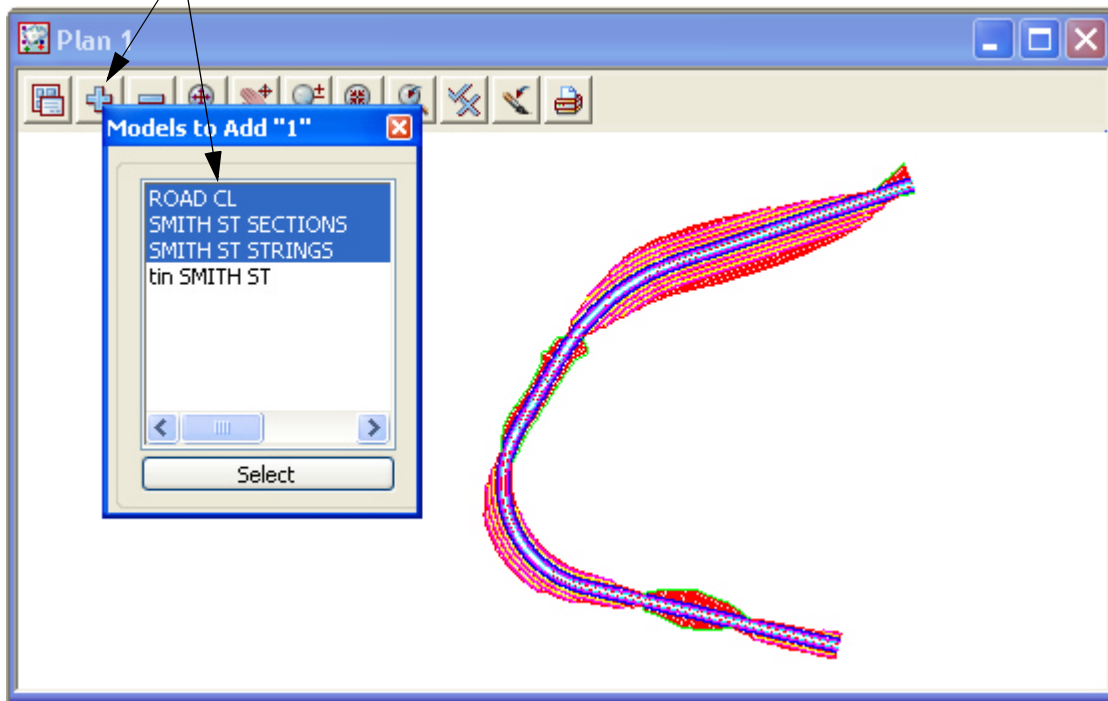 Plan 1
Models to Add "1"
ROAD CL
SMITH ST SECTIONS
SMITH ST STRINGS
tin SMITH ST
Select